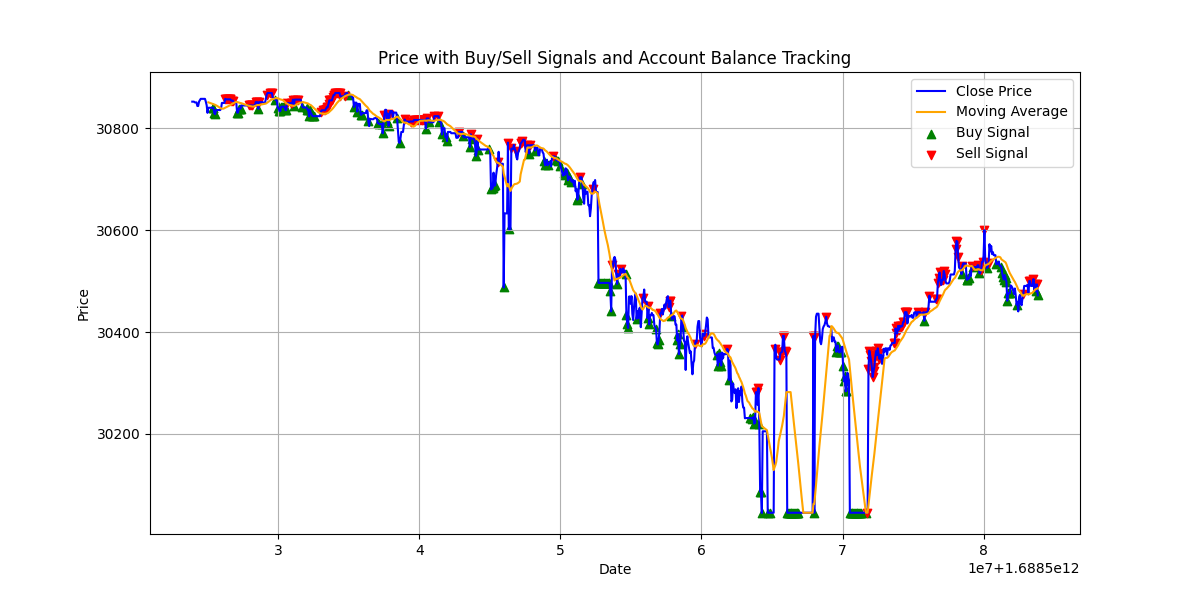 Price with Buy/Sell Signals and Account Balance Tracking
Close Price
Moving Average
Buy Signal
Sell Signal
30800
30600
30400
30200
Price
3 4 5 6 7 8
1e7+1.6885e12
Date